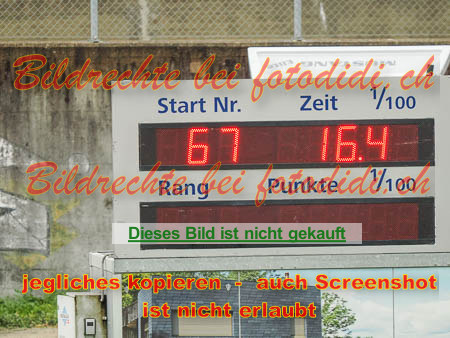 MUSTANG
Bildrechte bei fotodidi.ch
Start Nr. Zeit 1/100
67 16.4
Bildrechte bei fotodidi.ch
Rang Punkte 1/100
Dieses Bild ist nicht gekauft
jegliches kopieren - auch Screenshot
ist nicht erlaubt